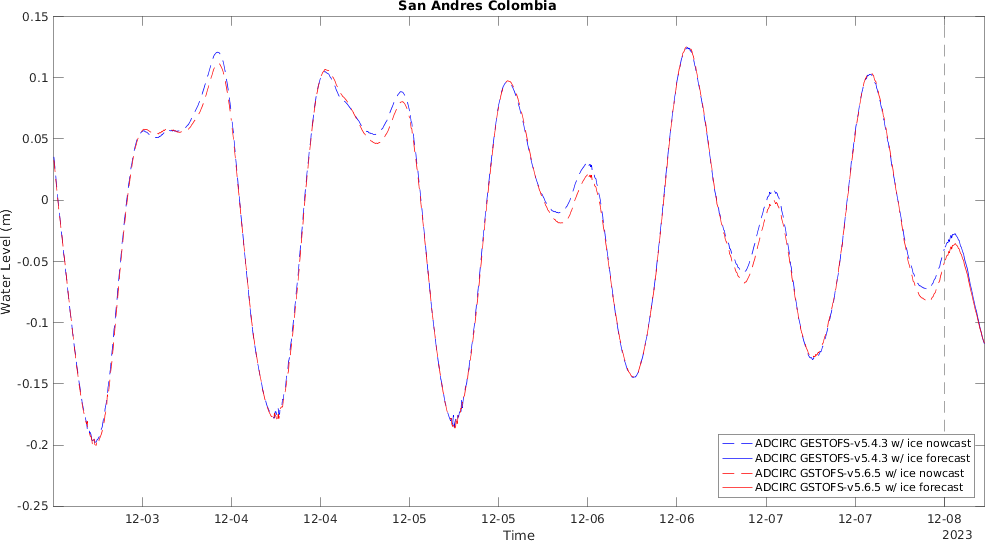 San Andres Colombia
0.15
0.1
0.05
0
-0.05
-0.1
-0.15
-0.2
-0.25
Water Level (m)
ADCIRC GESTOFS-v5.4.3 w/ ice nowcast
ADCIRC GESTOFS-v5.4.3 w/ ice forecast
ADCIRC GSTOFS-v5.6.5 w/ ice nowcast
ADCIRC GSTOFS-v5.6.5 w/ ice forecast
12-03 12-04 12-04 12-05 12-05 12-06 12-06 12-07 12-07 12-08
Time
2023